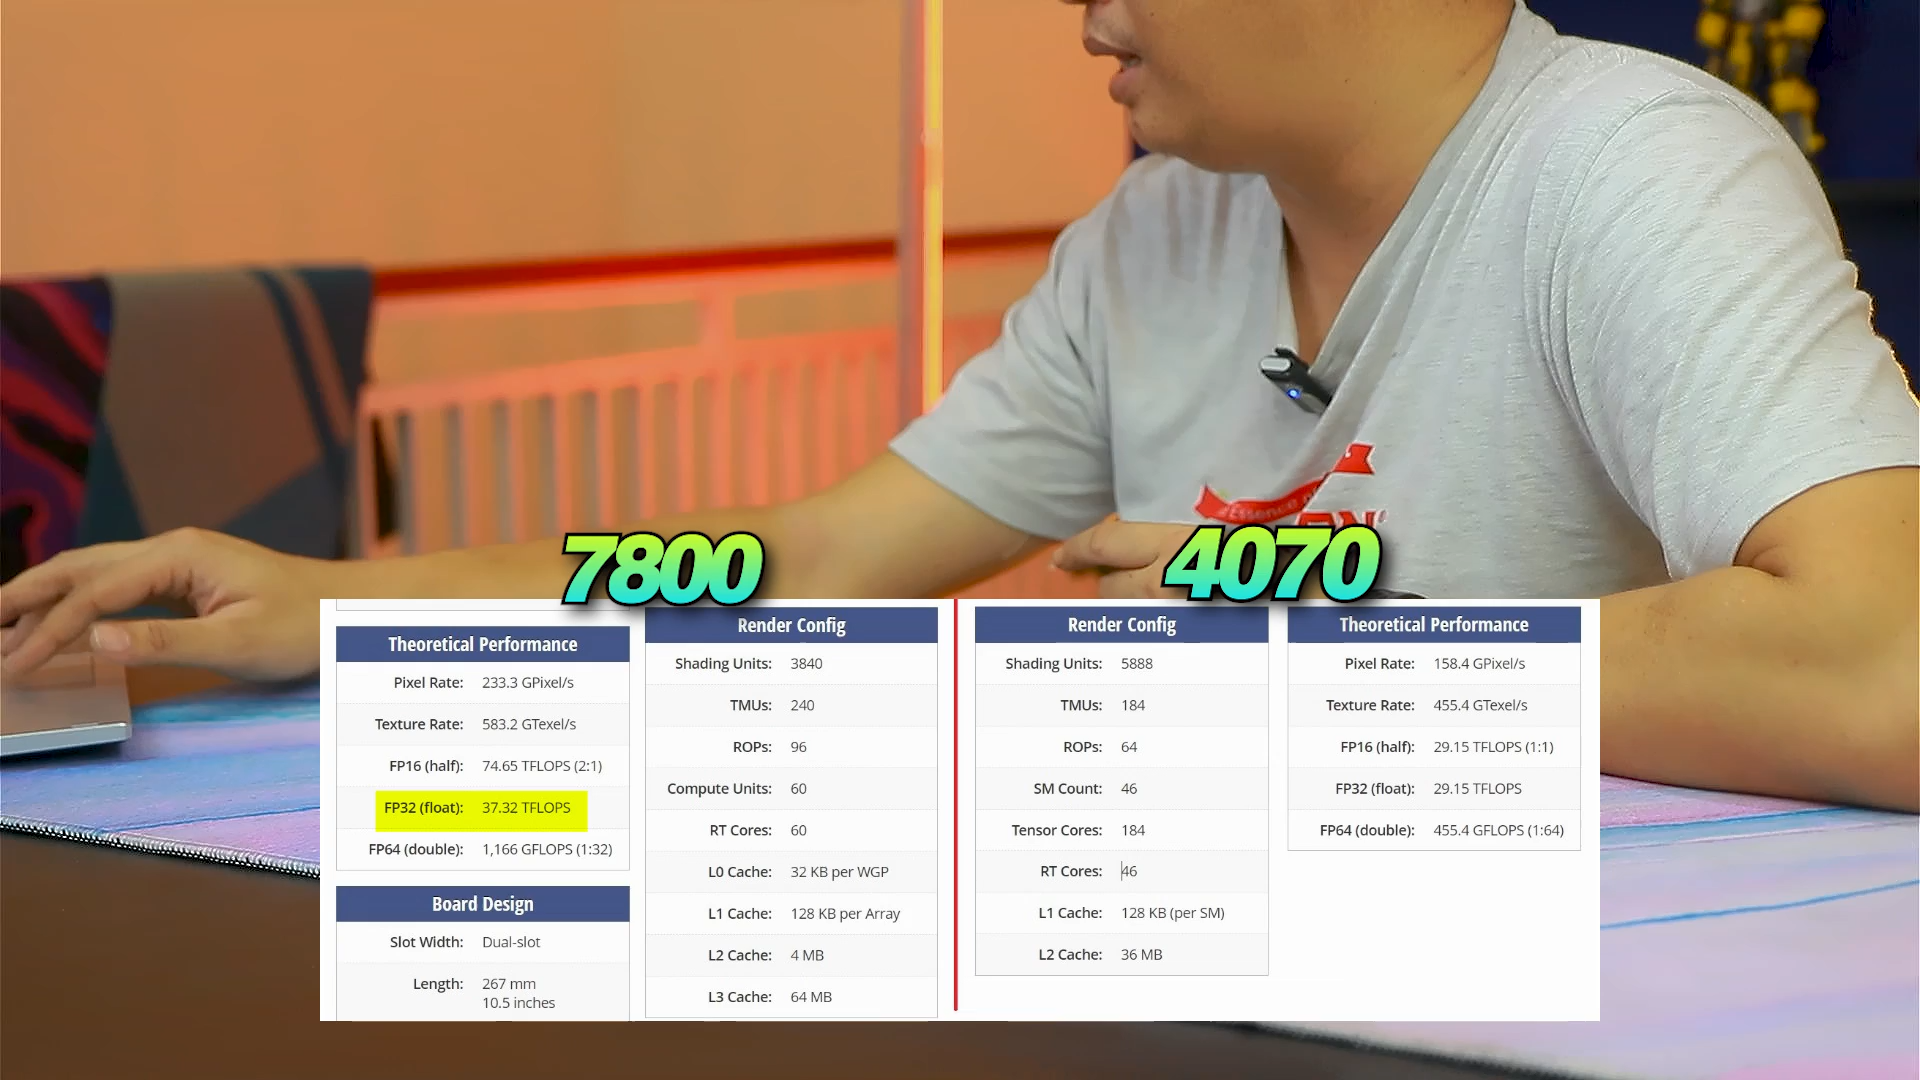 Essence of
7800
4070
Theoretical Performance
Pixel Rate: 233.3 GPixel/s
Texture Rate: 583.2 GTexel/s
FP16 (half): 74.65 TFLOPS (2:1)
FP32 (float): 37.32 TFLOPS
FP64 (double): 1,166 GFLOPS (1:32)
Board Design
Slot Width: Dual-slot
Length: 267 mm
10.5 inches
Render Config
Shading Units: 3840
TMUs: 240
ROPs: 96
Compute Units: 60
RT Cores: 60
L0 Cache: 32 KB per WGP
L1 Cache: 128 KB per Array
L2 Cache: 4 MB
L3 Cache: 64 MB
Render Config
Shading Units: 5888
TMUs: 184
ROPs: 64
SM Count: 46
Tensor Cores: 184
RT Cores: 46
L1 Cache: 128 KB (per SM)
L2 Cache: 36 MB
Theoretical Performance
Pixel Rate: 158.4 GPixel/s
Texture Rate: 455.4 GTexel/s
FP16 (half): 29.15 TFLOPS (1:1)
FP32 (float): 29.15 TFLOPS
FP64 (double): 455.4 GFLOPS (1:64)